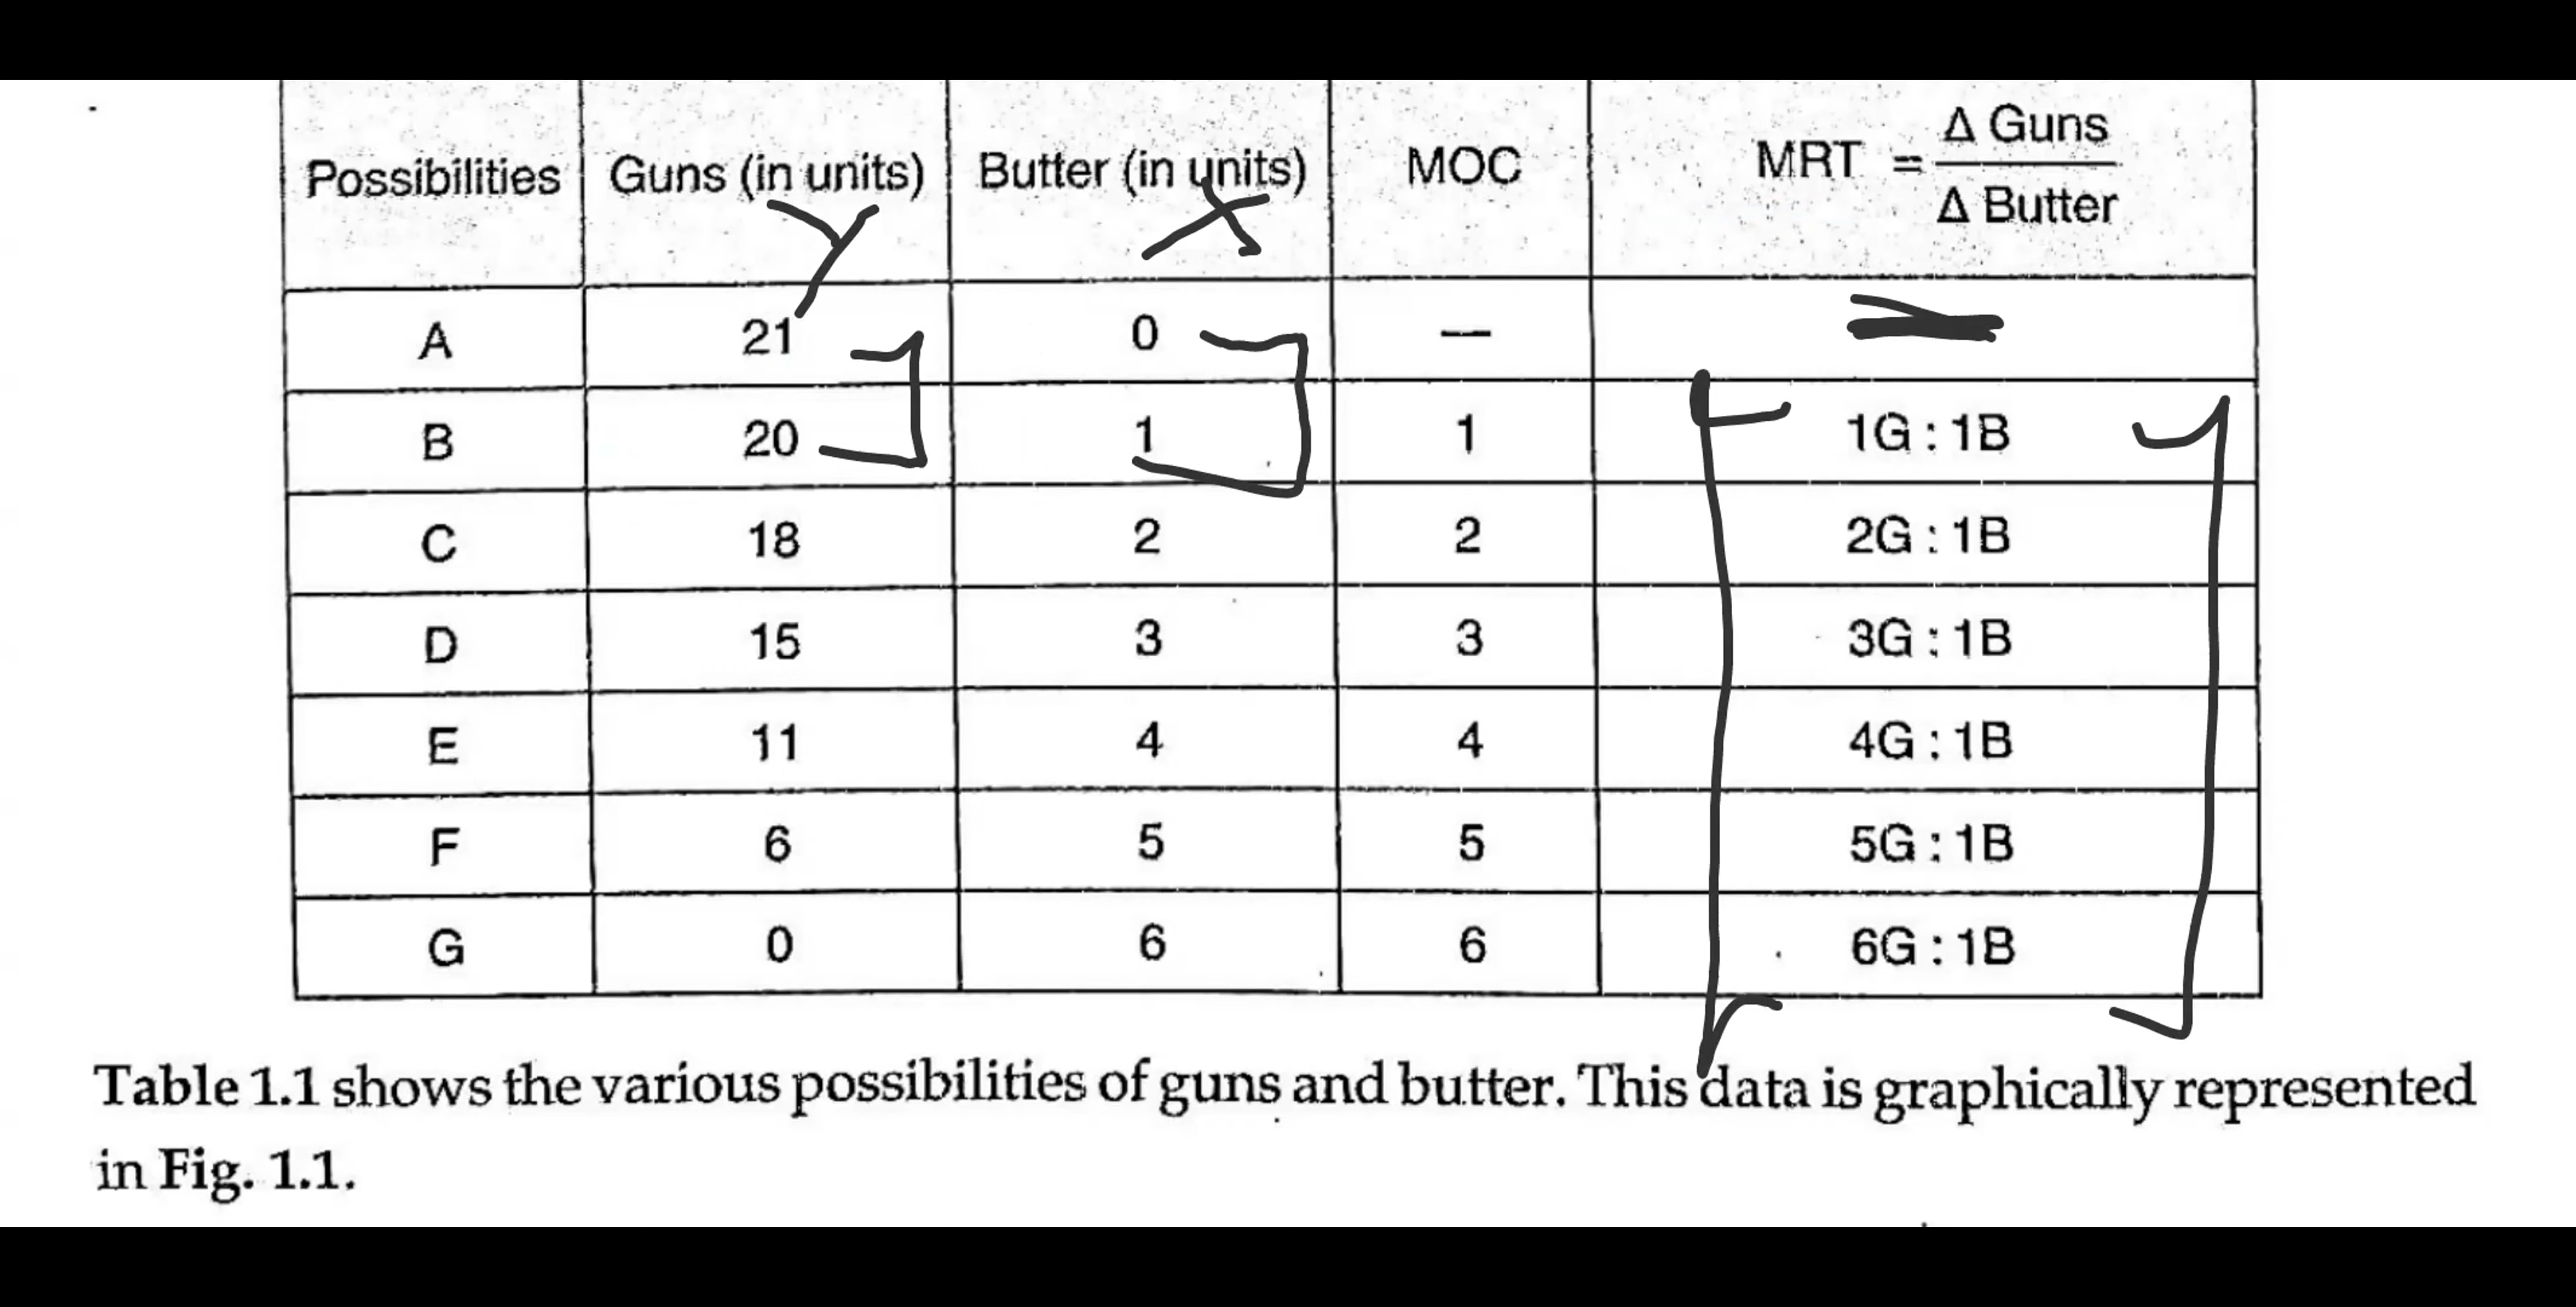 Possibilities Guns (in units) Butter (in units) MOC MRT = Δ Guns / Δ Butter
Y X
A 21 0 —
B 20 1 1 1G : 1B
C 18 2 2 2G : 1B
D 15 3 3 3G : 1B
E 11 4 4 4G : 1B
F 6 5 5 5G : 1B
G 0 6 6 6G : 1B
Table 1.1 shows the various possibilities of guns and butter. This data is graphically represented
in Fig. 1.1.